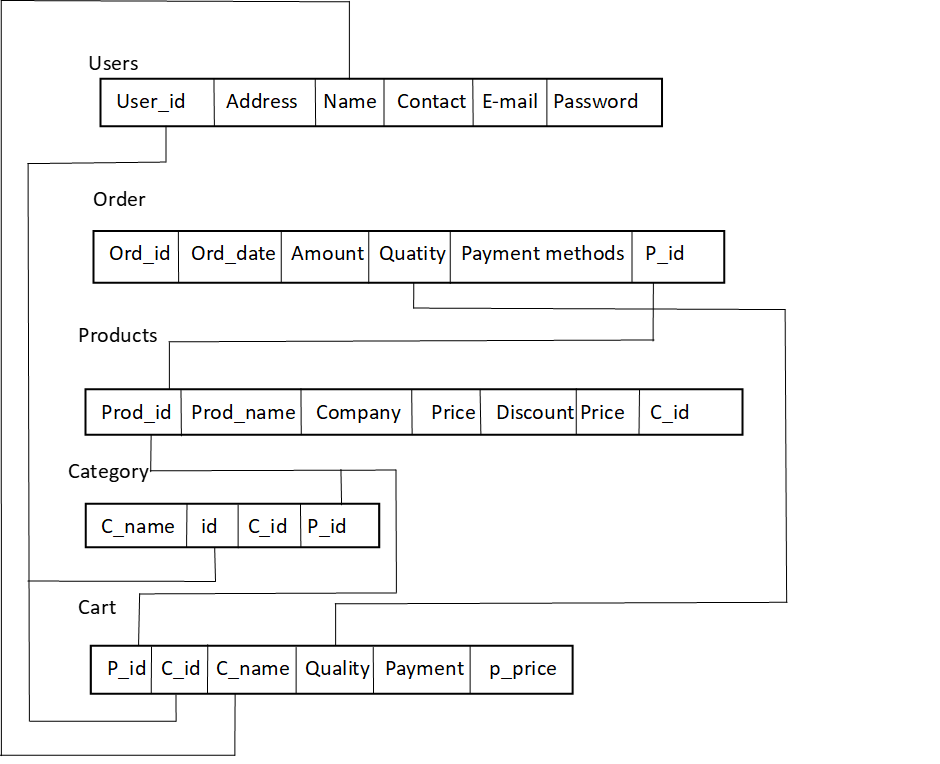 Users
User_id Address Name Contact E-mail Password
Order
Ord_id Ord_date Amount Quatity Payment methods P_id
Products
Prod_id Prod_name Company Price Discount Price C_id
Category
C_name id C_id P_id
Cart
P_id C_id C_name Quality Payment p_price